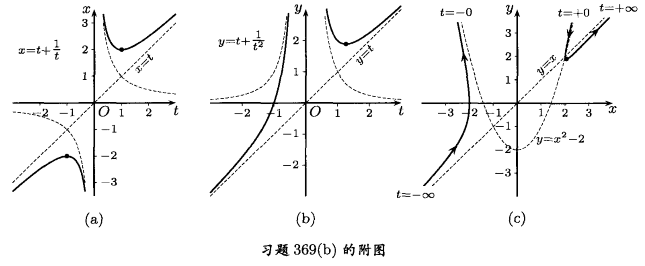 x
3
2
x=t+1/t
x=t
-2 -1 O 1 2 t
-1
-2
-3
(a)
y
y=t+1/t²
2
1
y=t
-2 -1 O 1 2 t
-1
-2
(b)
t=-0
y
t=+0
t=+∞
3
2
1
y=x
-3 -2 -1 O 1 2 3 x
-1
-2
-3
y=x²-2
t=-∞
(c)
习题 369(b) 的附图